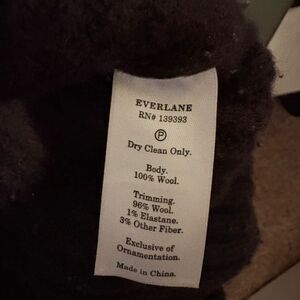 EVERLANE
RN# 139393
P
Dry Clean Only.
Body.
100% Wool.
Trimming.
96% Wool.
1% Elastane.
3% Other Fiber.
Exclusive of
Ornamentation.
Made in China.